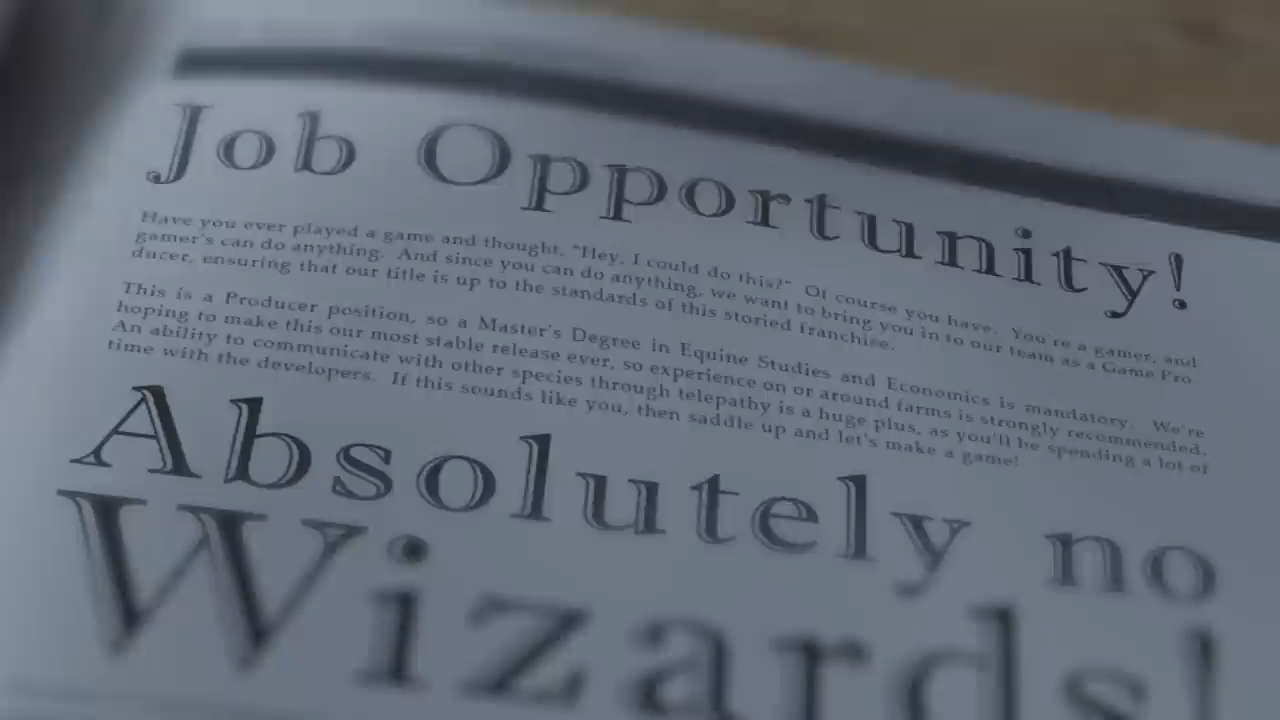 Job Opportunity!
Have you ever played a game and thought, "Hey, I could do this?" Of course you have. You're a gamer, and
gamer's can do anything. And since you can do anything, we want to bring you in to our team as a Game Pro
ducer, ensuring that our title is up to the standards of this storied franchise.
This is a Producer position, so a Master's Degree in Equine Studies and Economics is mandatory. We're
hoping to make this our most stable release ever, so experience on or around farms is strongly recommended.
An ability to communicate with other species through telepathy is a huge plus, as you'll be spending a lot of
time with the developers. If this sounds like you, then saddle up and let's make a game!
Absolutely no
Wizards!